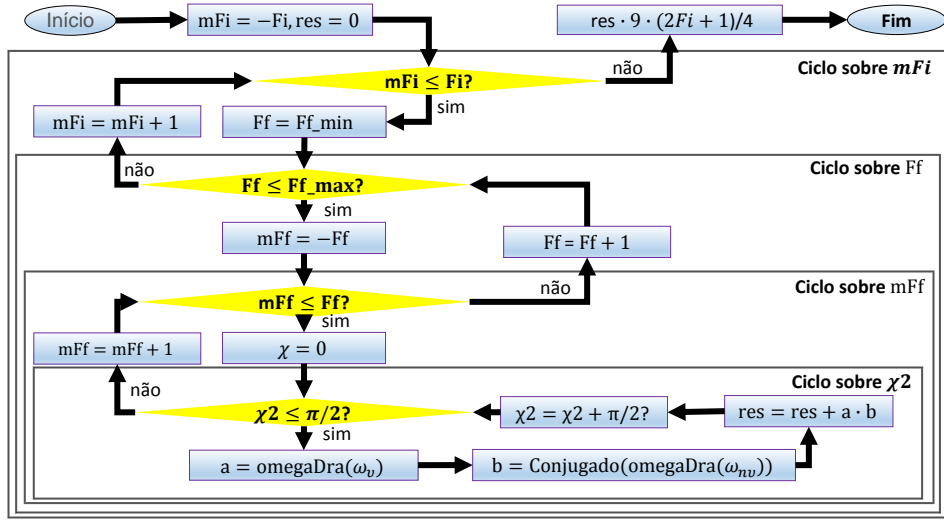 Início
mFi = −Fi, res = 0
res · 9 · (2Fi + 1)/4
Fim
não
Ciclo sobre mFi
mFi ≤ Fi?
sim
mFi = mFi + 1
Ff = Ff_min
não
Ciclo sobre Ff
Ff ≤ Ff_max?
sim
mFf = −Ff
Ff = Ff + 1
não
Ciclo sobre mFf
mFf ≤ Ff?
sim
mFf = mFf + 1
χ = 0
não
Ciclo sobre χ2
χ2 ≤ π/2?
χ2 = χ2 + π/2?
res = res + a · b
sim
a = omegaDra(ωᵥ)
b = Conjugado(omegaDra(ωₙᵥ))